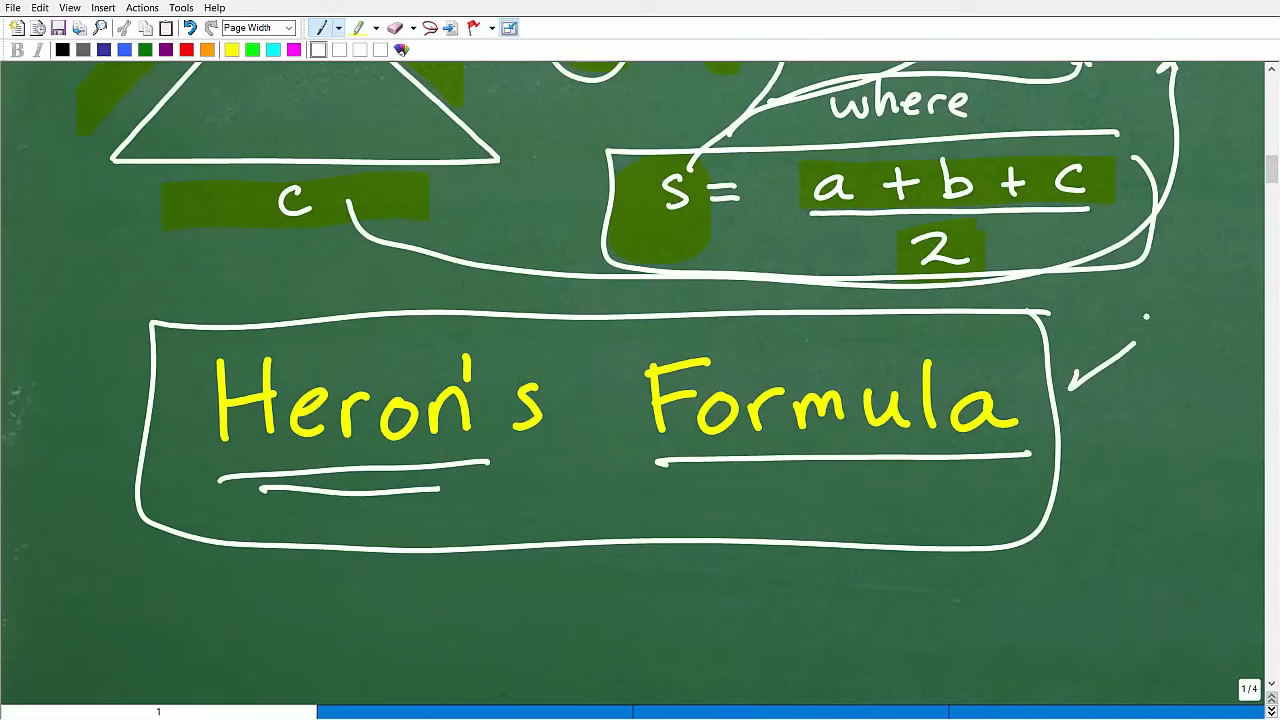 File Edit View Insert Actions Tools Help
Page Width
B I
where
c
s = a + b + c
2
Heron's Formula
1/4
1